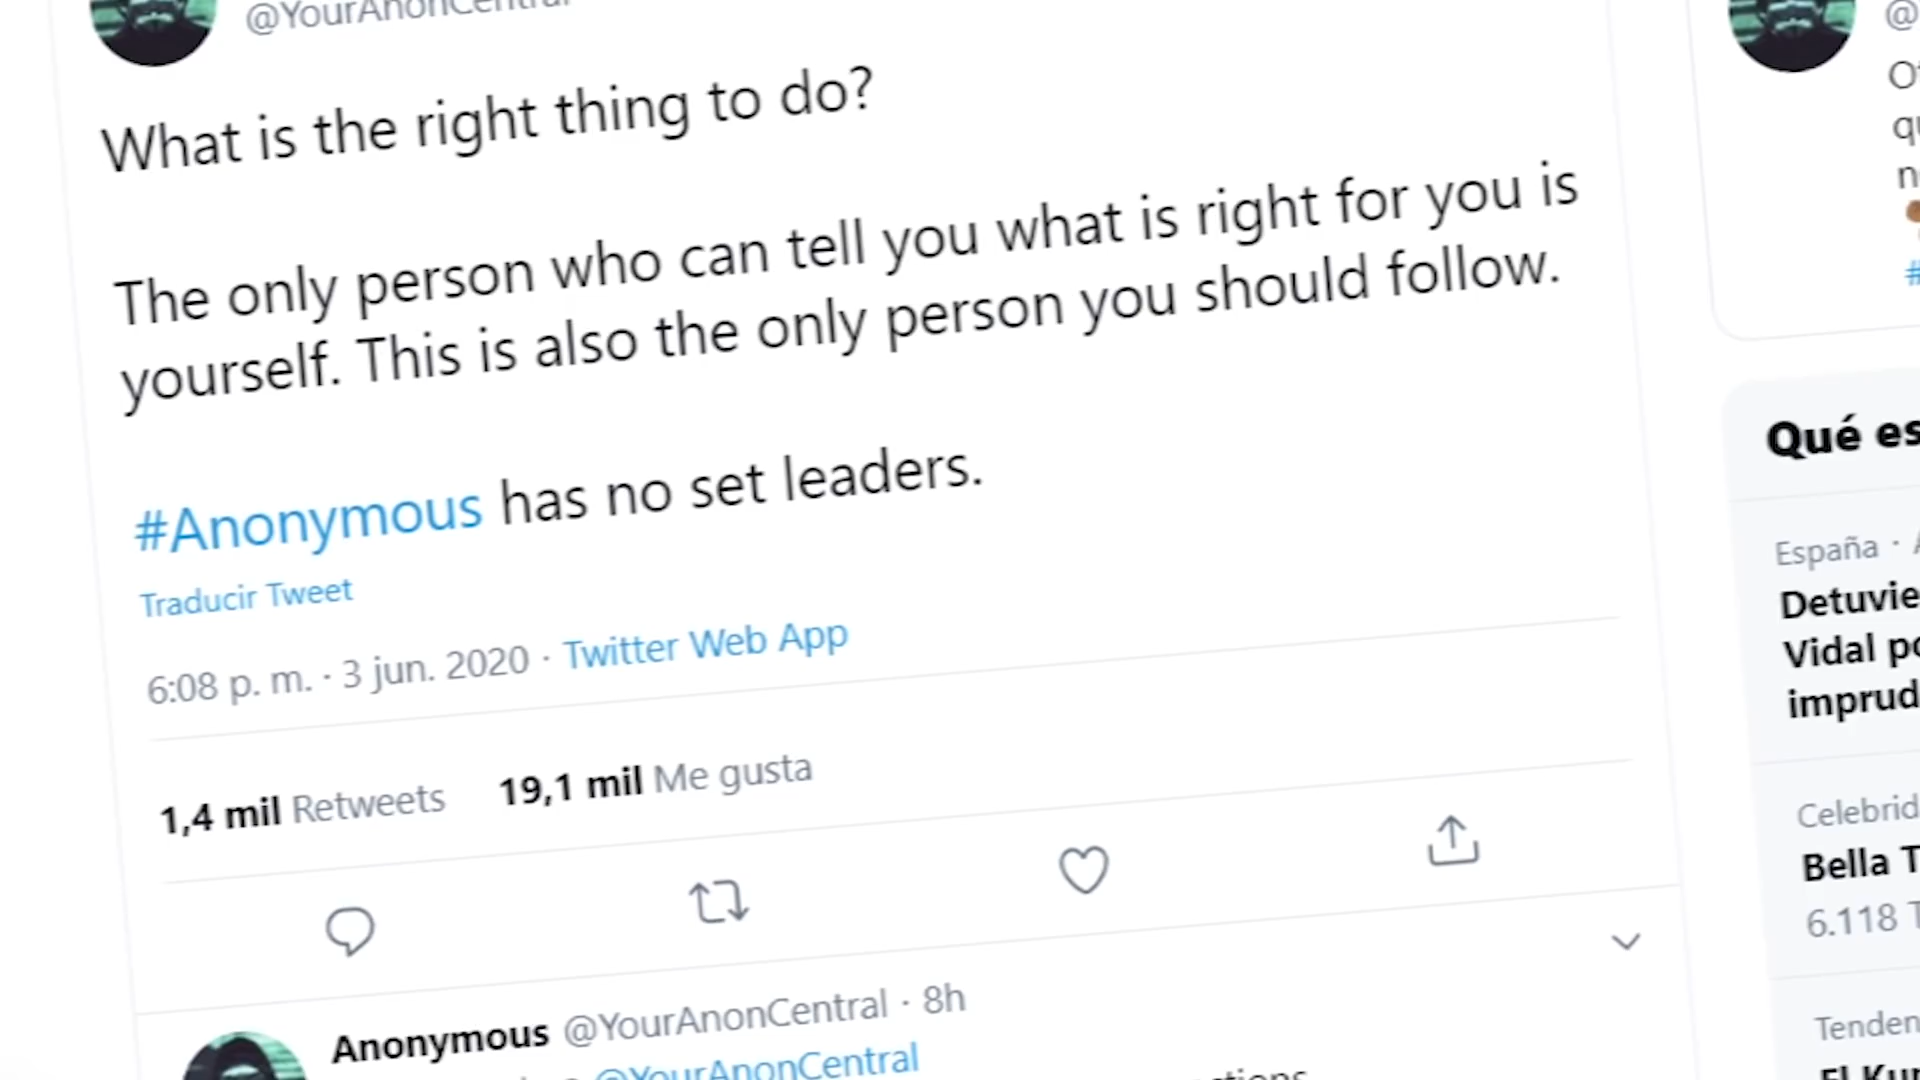 @YourAnonCentral
What is the right thing to do?
The only person who can tell you what is right for you is
yourself. This is also the only person you should follow.
#Anonymous has no set leaders.
Traducir Tweet
6:08 p. m. · 3 jun. 2020 · Twitter Web App
1,4 mil Retweets 19,1 mil Me gusta
Anonymous @YourAnonCentral · 8h
@YourAnonCentral
Qué es
España ·
Detuvie
Vidal po
imprud
Celebrid
Bella T
6.118 T
Tenden